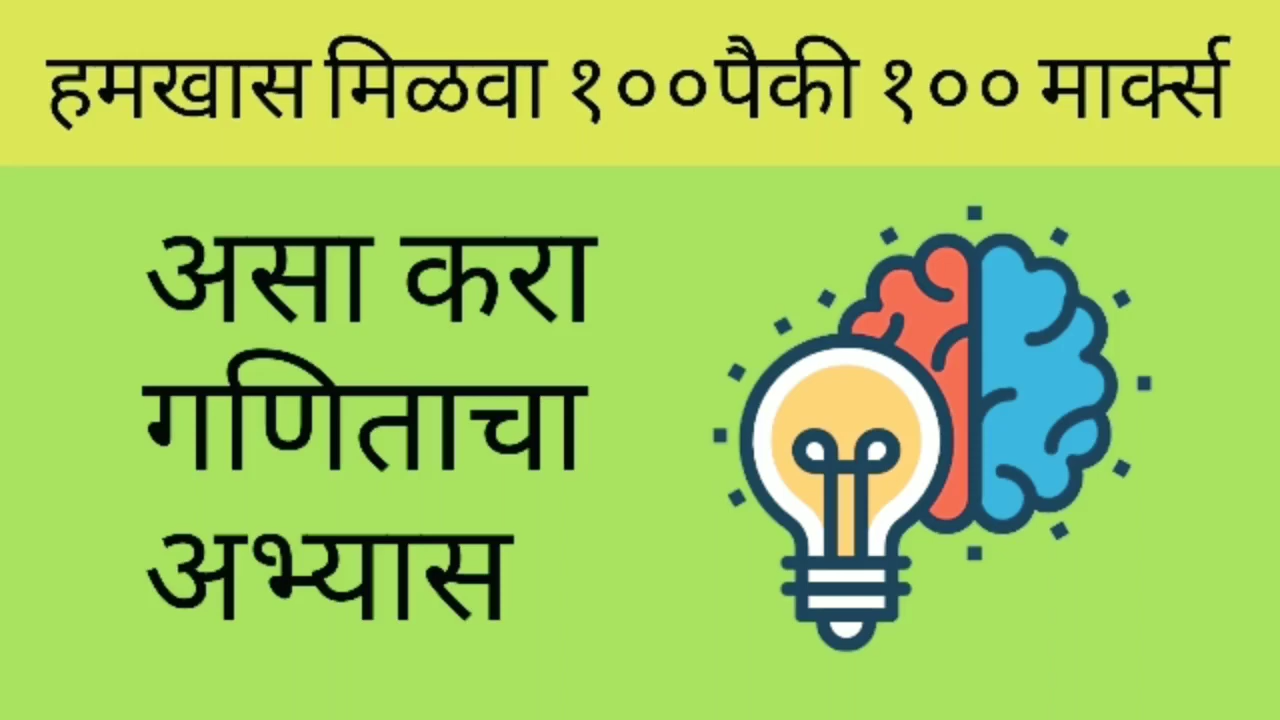 हमखास मिळवा १००पैकी १०० मार्क्स
असा करा
गणिताचा
अभ्यास